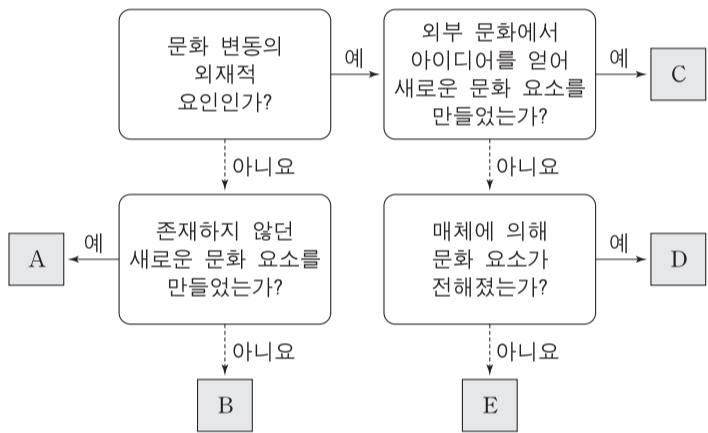 문화 변동의
외재적
요인인가?
예
외부 문화에서
아이디어를 얻어
새로운 문화 요소를
만들었는가?
예
C
아니요
아니요
A
예
존재하지 않던
새로운 문화 요소를
만들었는가?
매체에 의해
문화 요소가
전해졌는가?
예
D
아니요
아니요
B
E